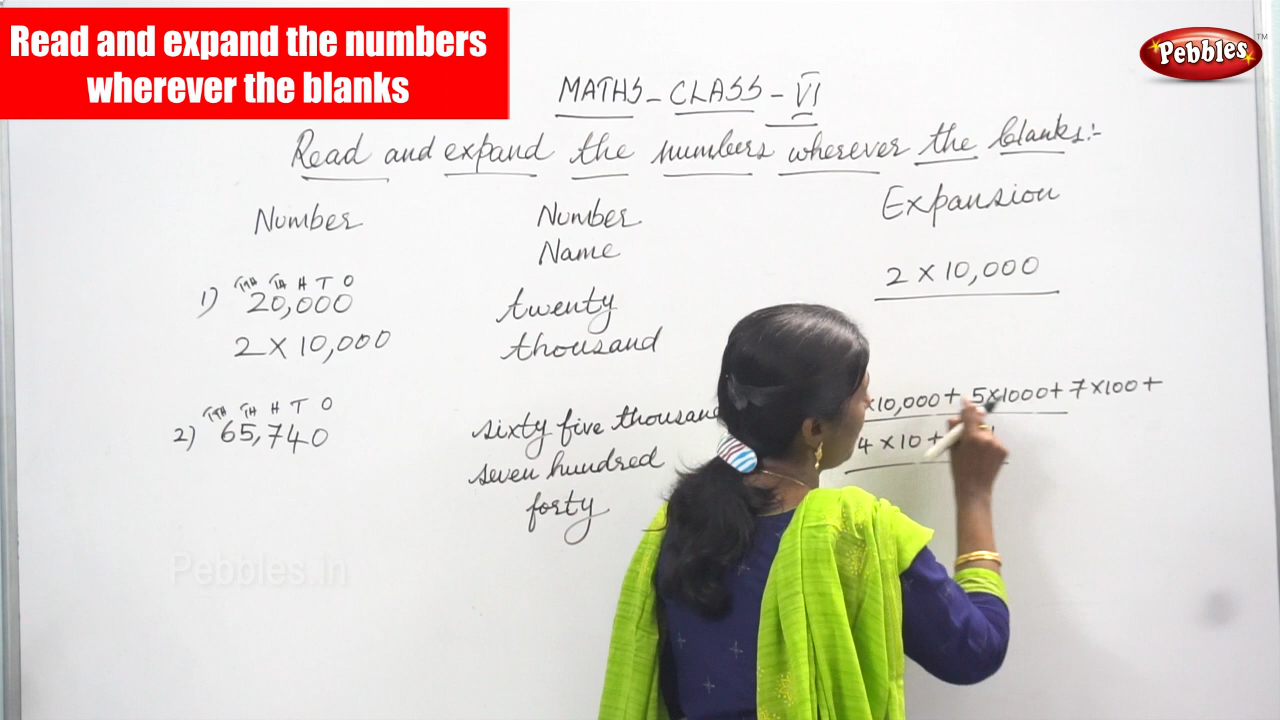 Read and expand the numbers
wherever the blanks
Pebbles TM
MATHS - CLASS - VI
Read and expand the numbers wherever the blanks:-
Number
Number
Name
Expansion
TTH TH H T O
1) 20,000
2 X 10,000
twenty
thousand
2 X 10,000
TTH TH H T O
2) 65,740
sixty five thousand
seven hundred
forty
×10,000 + 5×1000 + 7×100 +
4 × 10 +
Pebbles.in